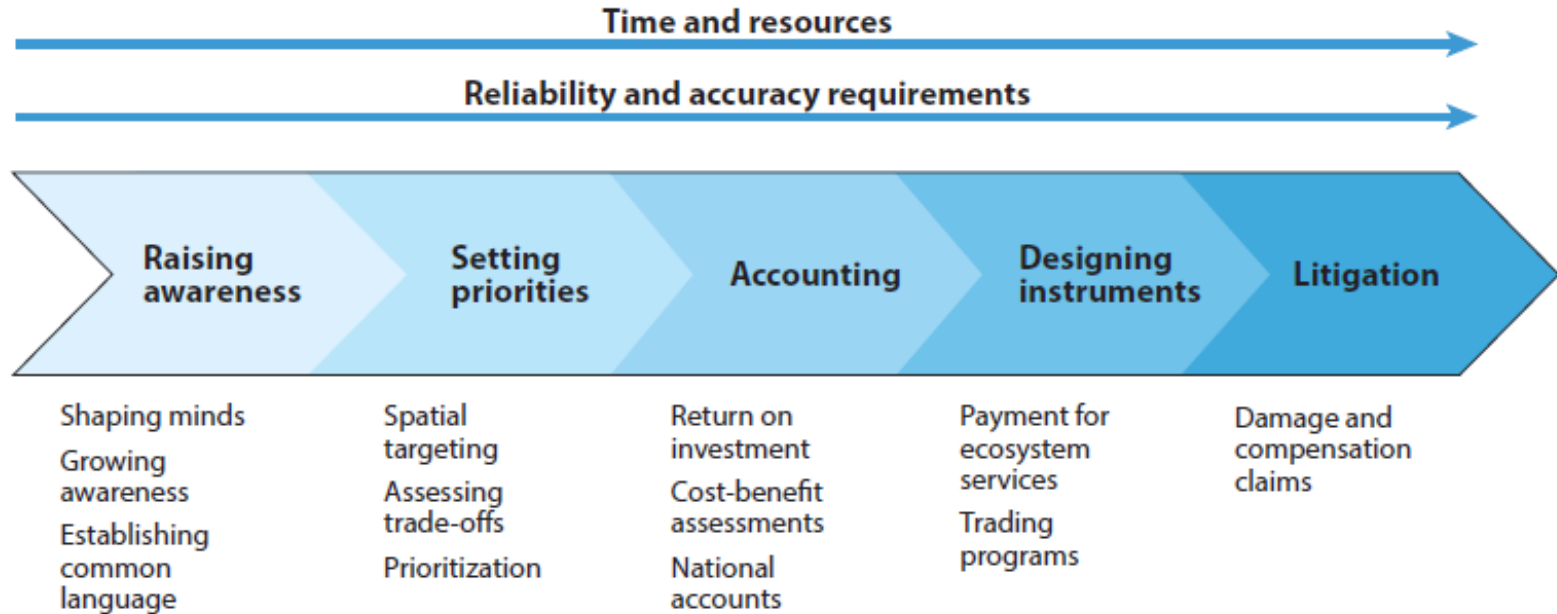 Time and resources
Reliability and accuracy requirements
Raising
awareness
Setting
priorities
Accounting
Designing
instruments
Litigation
Shaping minds
Growing
awareness
Establishing
common
language
Spatial
targeting
Assessing
trade-offs
Prioritization
Return on
investment
Cost-benefit
assessments
National
accounts
Payment for
ecosystem
services
Trading
programs
Damage and
compensation
claims